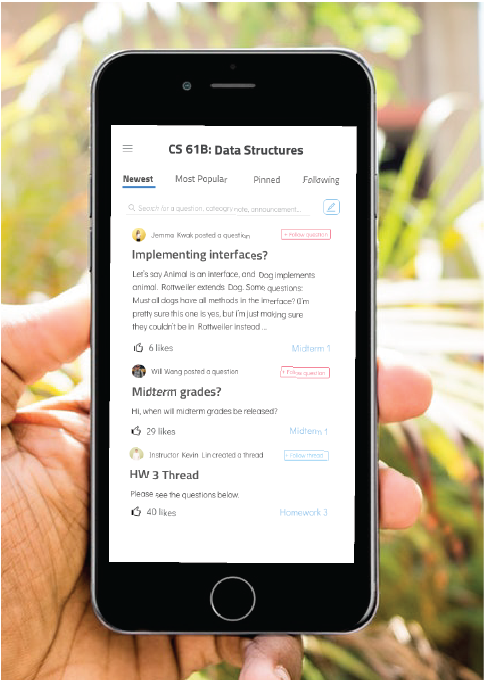 CS 61B: Data Structures
Newest Most Popular Pinned Following
Search for a question, category, note, announcement...
Jemma Kwak posted a question + Follow question
Implementing interfaces?
Let's say Animal is an interface, and Dog implements
animal. Rottweiler extends Dog. Some questions:
Must all dogs have all methods in the interface? (I'm
pretty sure this one is yes, but I'm just making sure
they couldn't be in Rottweiler instead ...
6 likes Midterm 1
Will Wang posted a question + Follow question
Midterm grades?
Hi, when will midterm grades be released?
29 likes Midterm 1
Instructor Kevin Lin created a thread + Follow thread
HW 3 Thread
Please see the questions below.
40 likes Homework 3